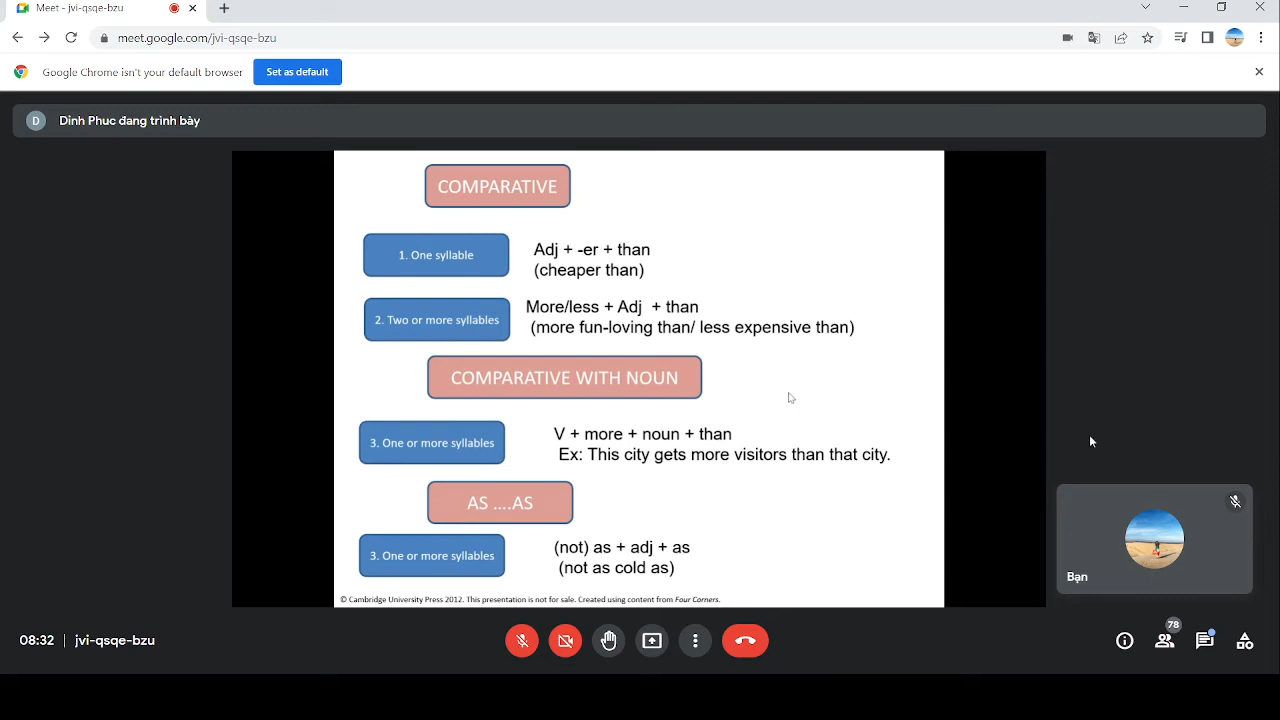 Meet - jvi-qsqe-bzu
meet.google.com/jvi-qsqe-bzu
Google Chrome isn't your default browser
Set as default
D
Dinh Phuc đang trình bày
COMPARATIVE
1. One syllable
Adj + -er + than
(cheaper than)
2. Two or more syllables
More/less + Adj + than
(more fun-loving than/ less expensive than)
COMPARATIVE WITH NOUN
3. One or more syllables
V + more + noun + than
Ex: This city gets more visitors than that city.
AS ....AS
3. One or more syllables
(not) as + adj + as
(not as cold as)
© Cambridge University Press 2012. This presentation is not for sale. Created using content from Four Corners.
Bạn
08:32 | jvi-qsqe-bzu
78